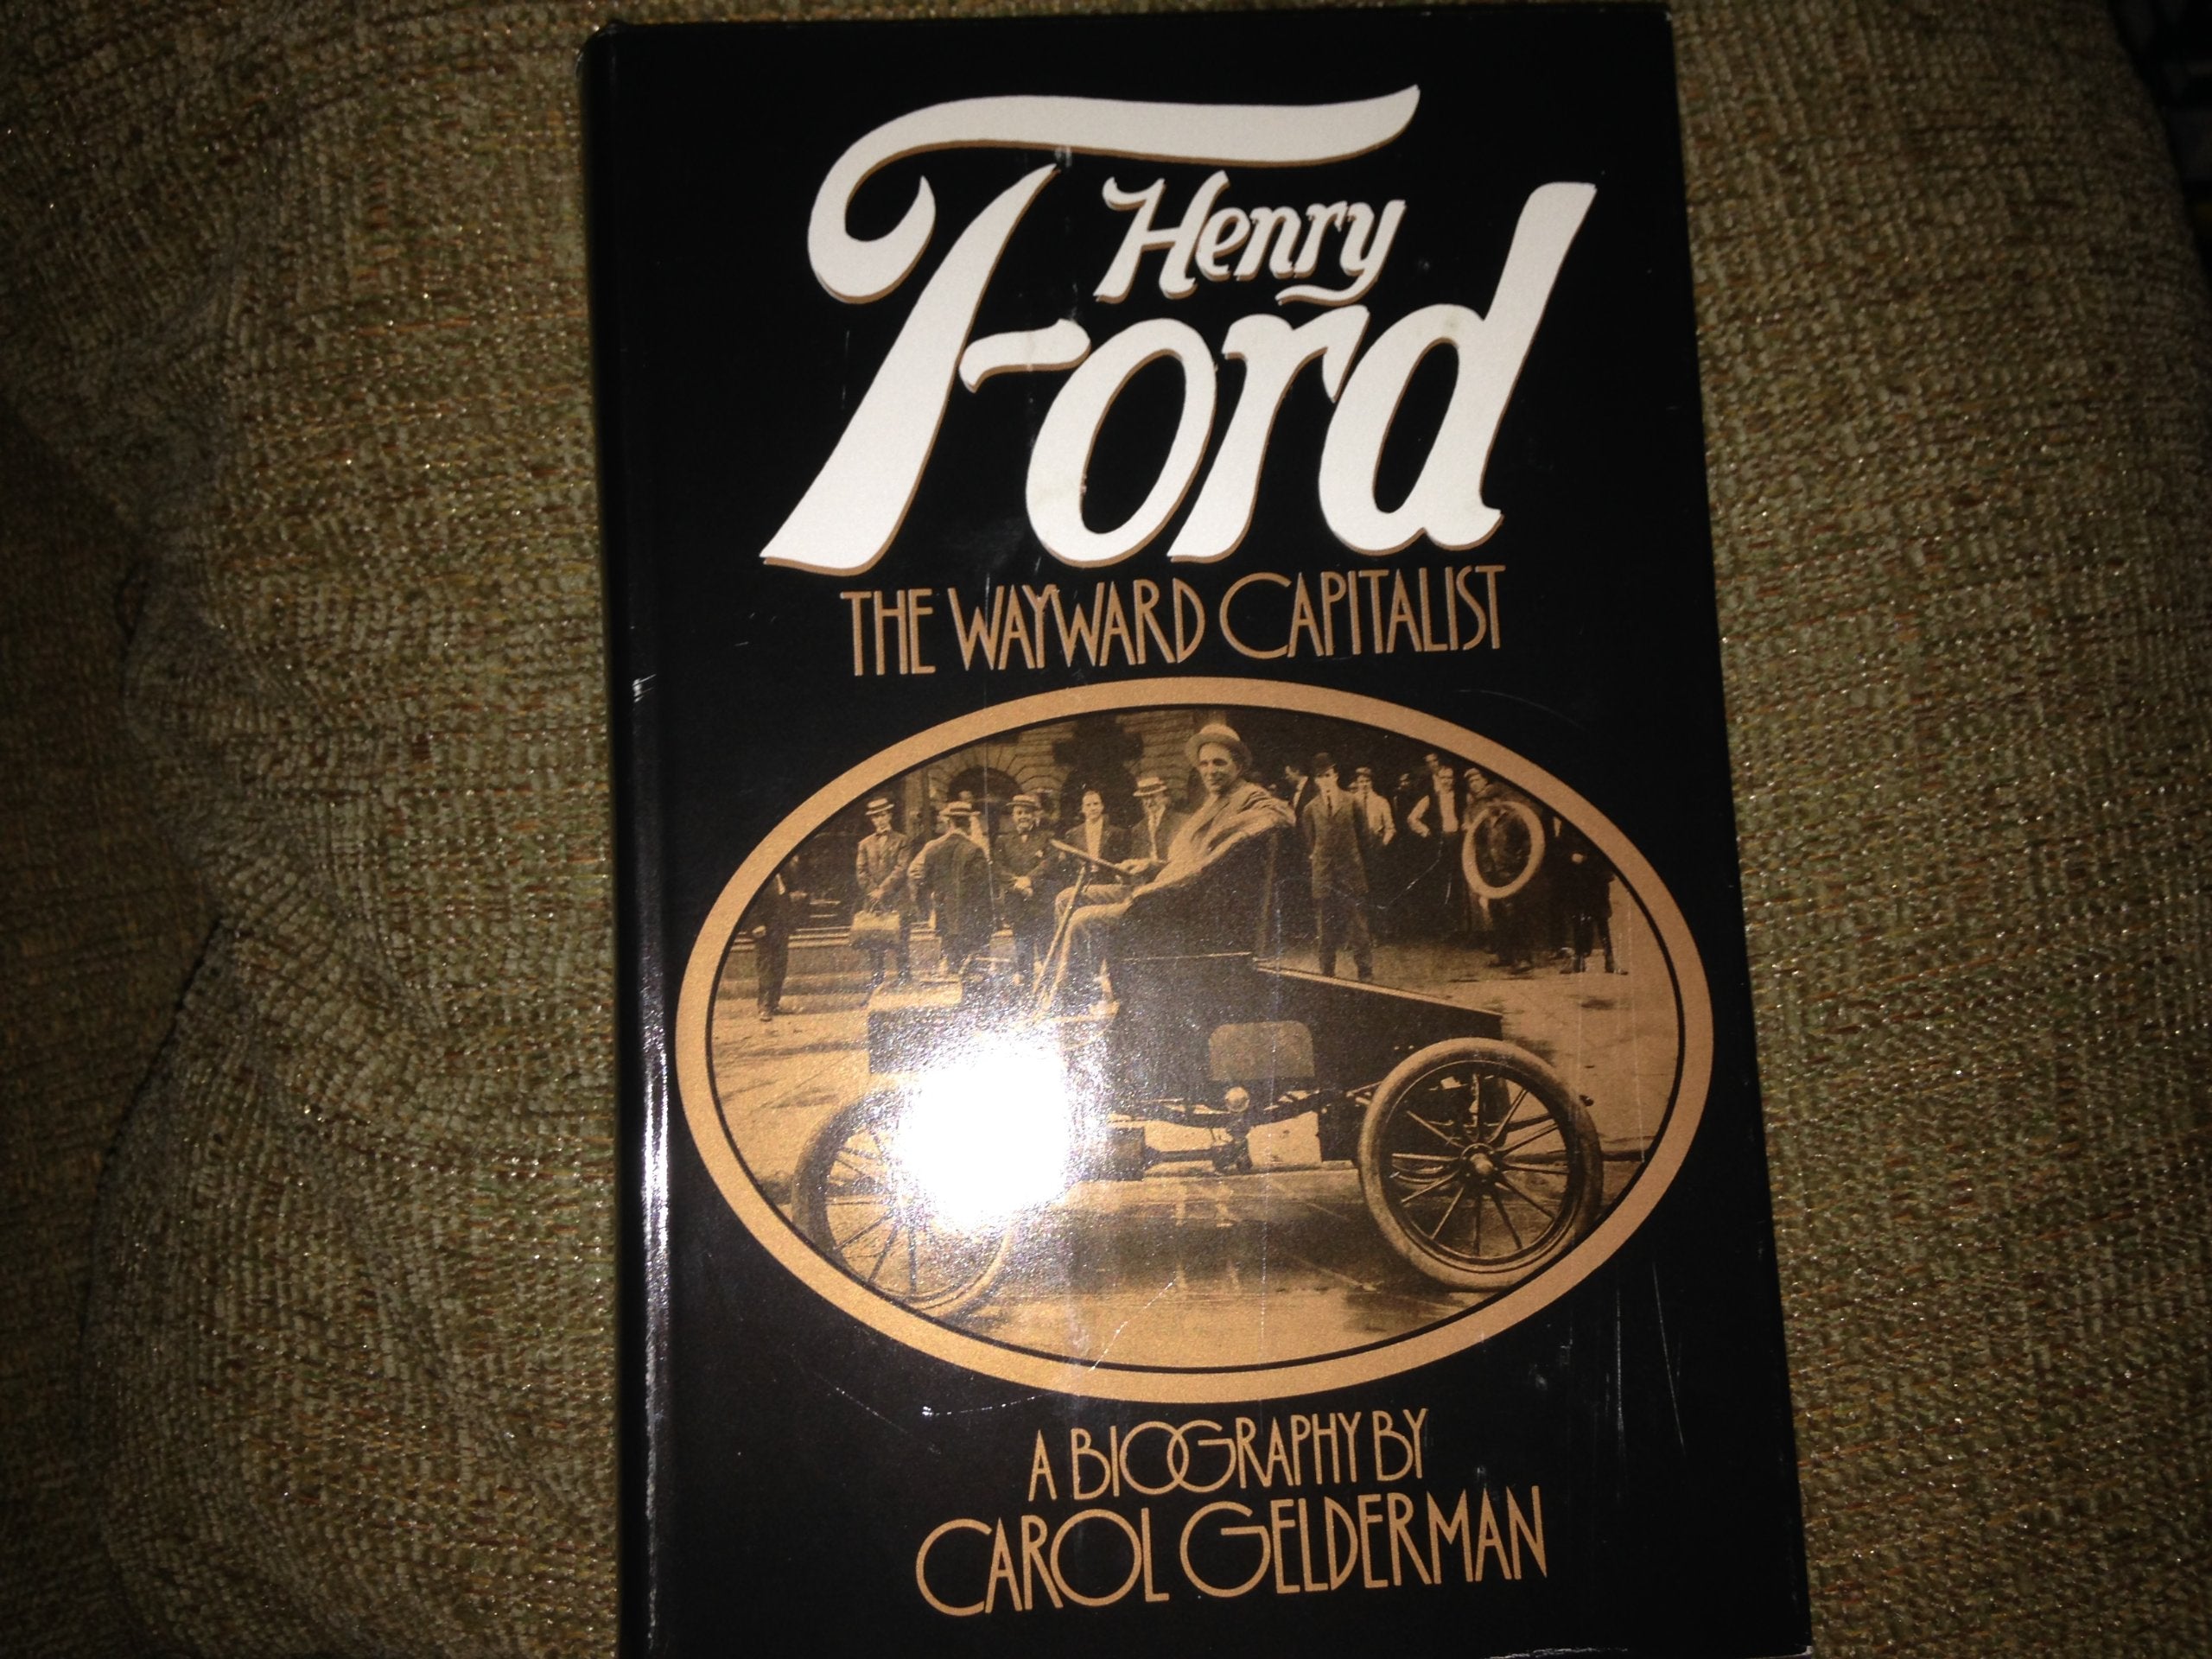 Henry
Ford
THE WAYWARD CAPITALIST
A BIOGRAPHY BY
CAROL GELDERMAN